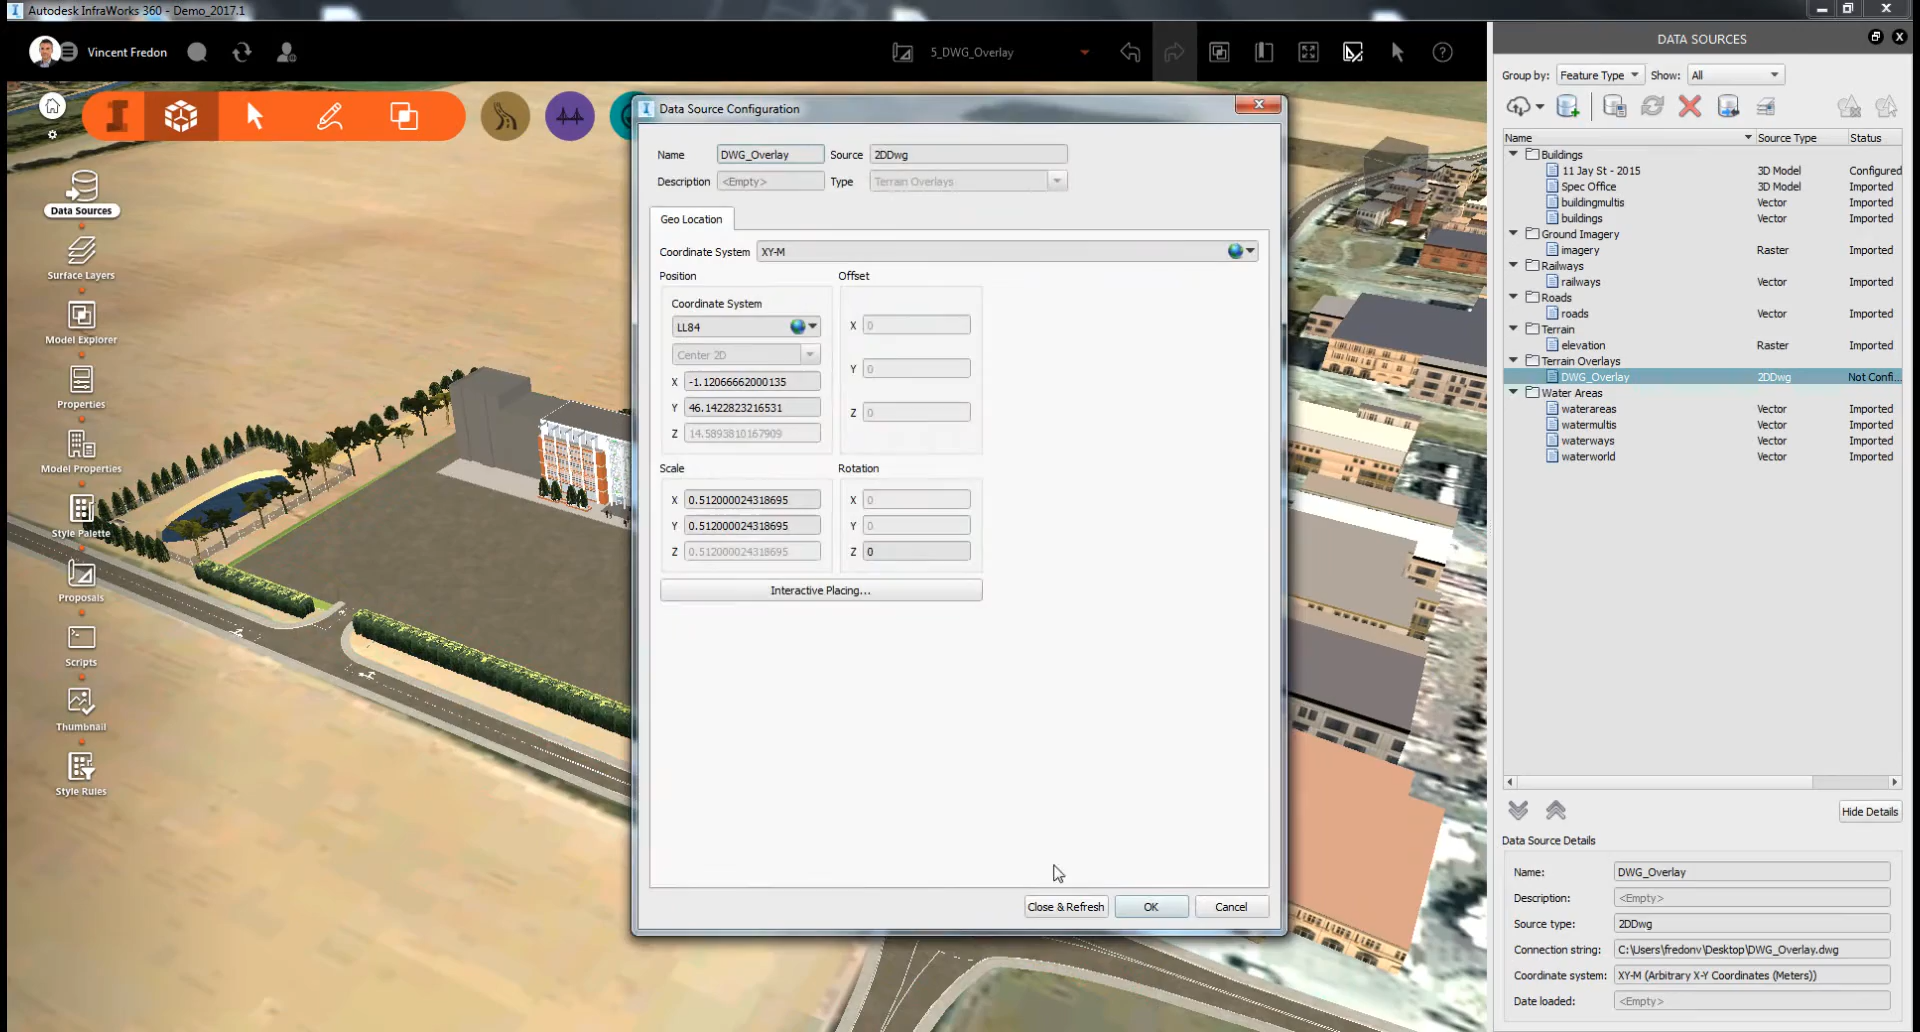 Autodesk InfraWorks 360 - Demo_2017.1
Vincent Fredon
5_DWG_Overlay
Data Sources
Surface Layers
Model Explorer
Properties
Model Properties
Style Palette
Proposals
Scripts
Thumbnail
Style Rules
Data Source Configuration
Name DWG_Overlay Source 2DDwg
Description <Empty> Type Terrain Overlays
Geo Location
Coordinate System XY-M
Position Offset
Coordinate System
LL84
Center 2D
X -1.12066662000135
Y 46.1422823216531
Z 14.5893810167909
X 0
Y 0
Z 0
Scale Rotation
X 0.512000024318695 X 0
Y 0.512000024318695 Y 0
Z 0.512000024318695 Z 0
Interactive Placing...
Close & Refresh OK Cancel
DATA SOURCES
Group by: Feature Type Show: All
Name Source Type Status
Buildings
11 Jay St - 2015 3D Model Configured
Spec Office 3D Model Imported
buildingmultis Vector Imported
buildings Vector Imported
Ground Imagery
imagery Raster Imported
Railways
railways Vector Imported
Roads
roads Vector Imported
Terrain
elevation Raster Imported
Terrain Overlays
DWG_Overlay 2DDwg Not Confi...
Water Areas
waterareas Vector Imported
watermultis Vector Imported
waterways Vector Imported
waterworld Vector Imported
Hide Details
Data Source Details
Name: DWG_Overlay
Description: <Empty>
Source type: 2DDwg
Connection string: C:\Users\fredonv\Desktop\DWG_Overlay.dwg
Coordinate system: XY-M (Arbitrary X-Y Coordinates (Meters))
Date loaded: <Empty>